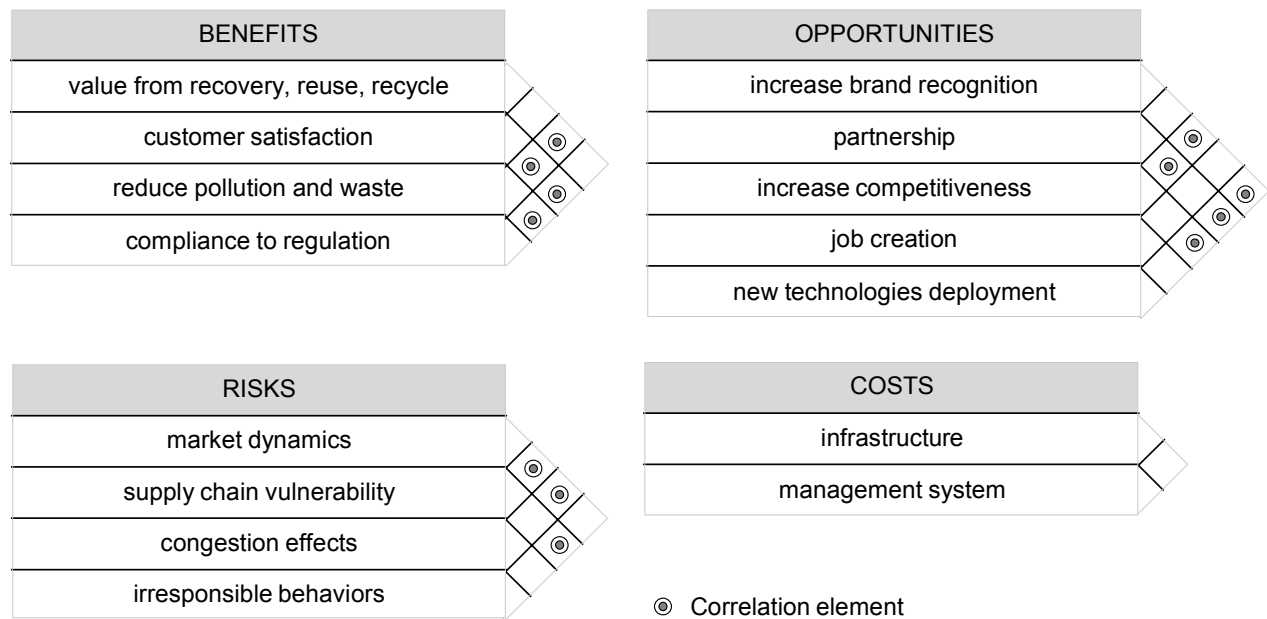 BENEFITS
value from recovery, reuse, recycle
customer satisfaction
reduce pollution and waste
compliance to regulation
OPPORTUNITIES
increase brand recognition
partnership
increase competitiveness
job creation
new technologies deployment
RISKS
market dynamics
supply chain vulnerability
congestion effects
irresponsible behaviors
COSTS
infrastructure
management system
Correlation element